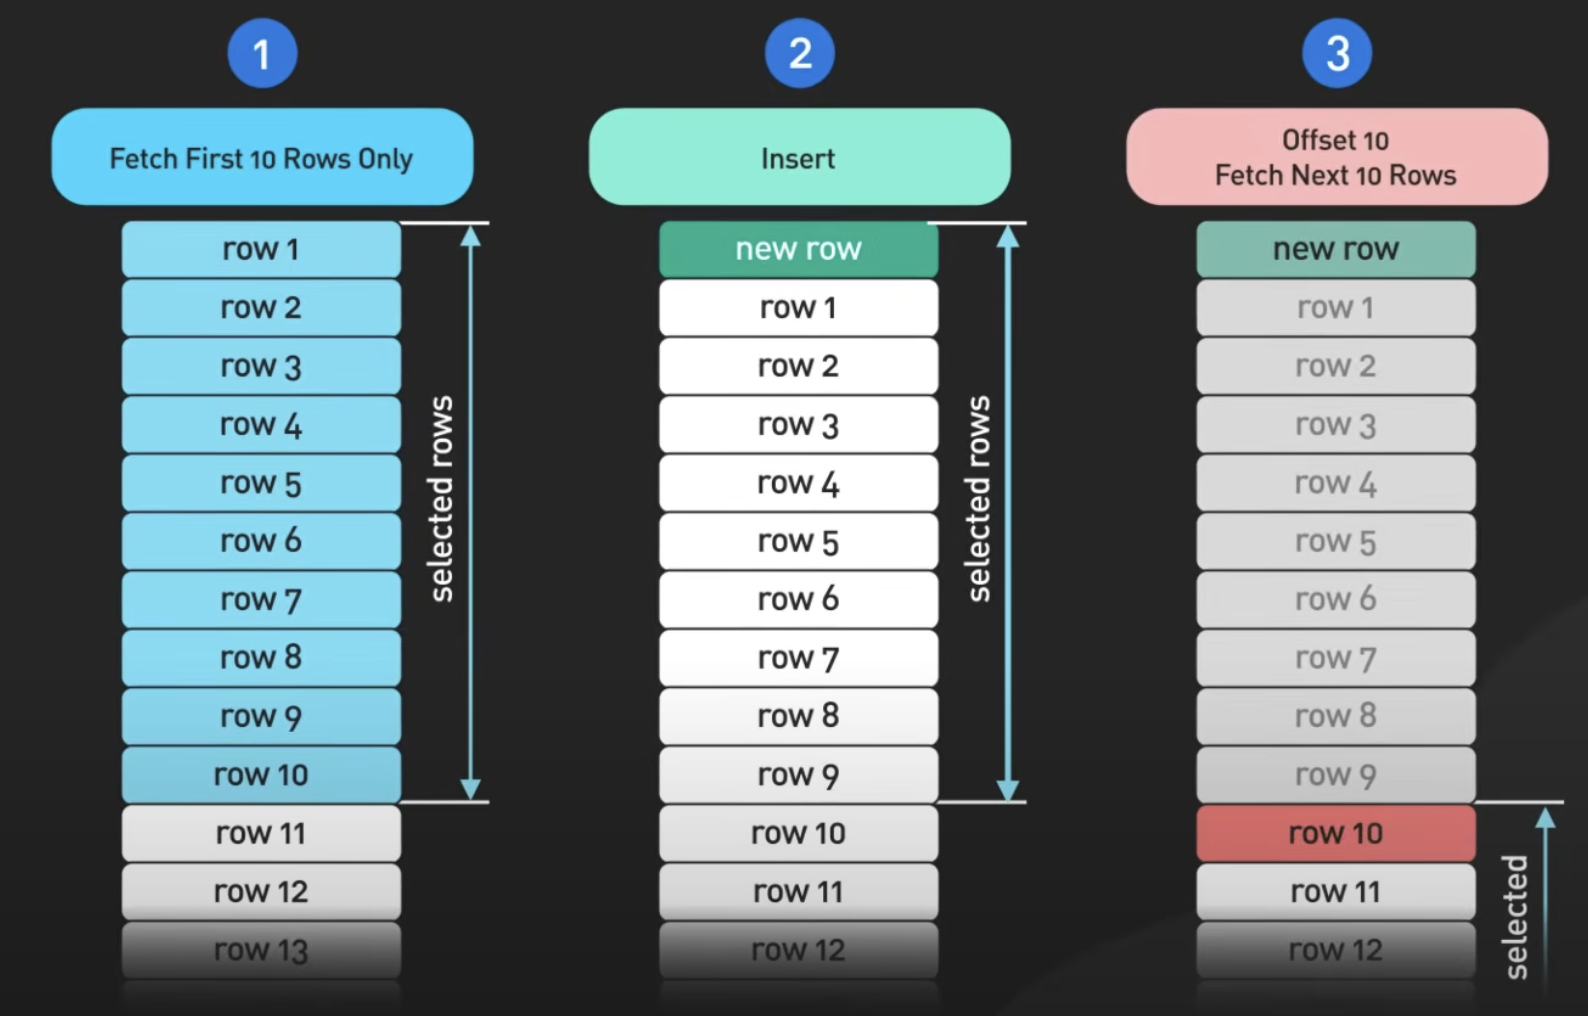 1
Fetch First 10 Rows Only
row 1
row 2
row 3
row 4
row 5
row 6
row 7
row 8
row 9
row 10
row 11
row 12
row 13
selected rows
2
Insert
new row
row 1
row 2
row 3
row 4
row 5
row 6
row 7
row 8
row 9
row 10
row 11
row 12
selected rows
3
Offset 10
Fetch Next 10 Rows
new row
row 1
row 2
row 3
row 4
row 5
row 6
row 7
row 8
row 9
row 10
row 11
row 12
selected